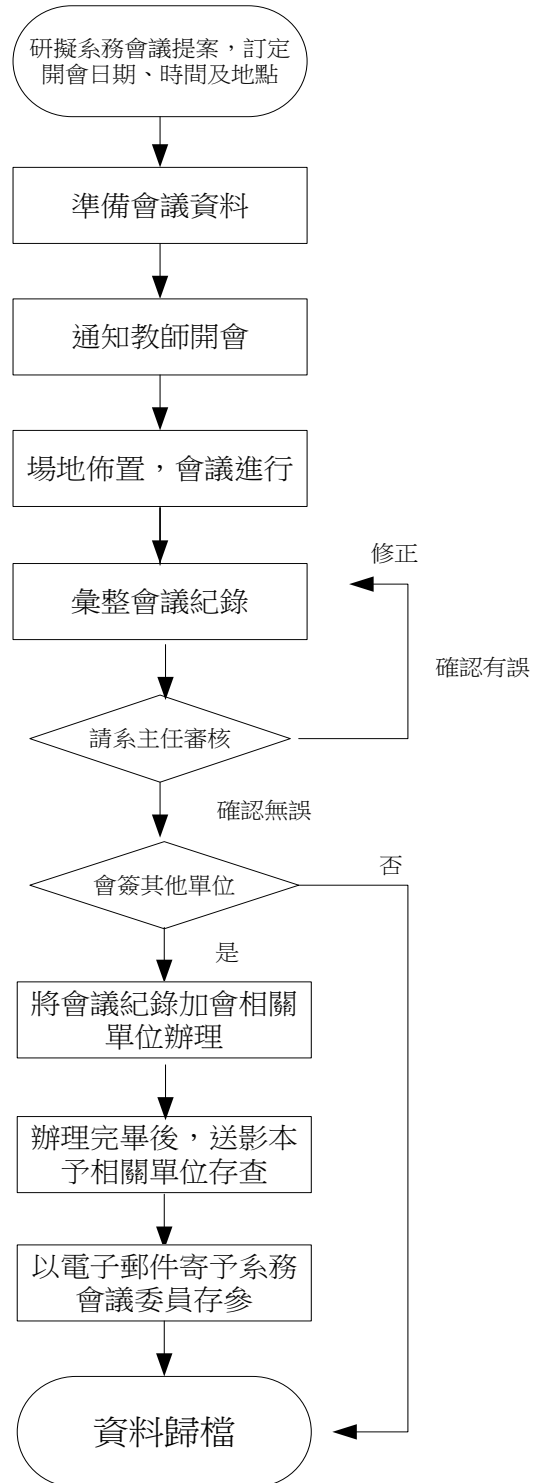 研擬系務會議提案，訂定
開會日期、時間及地點
準備會議資料
通知教師開會
場地佈置，會議進行
修正
彙整會議紀錄
確認有誤
請系主任審核
確認無誤
否
會簽其他單位
是
將會議紀錄加會相關
單位辦理
辦理完畢後，送影本
予相關單位存查
以電子郵件寄予系務
會議委員存參
資料歸檔